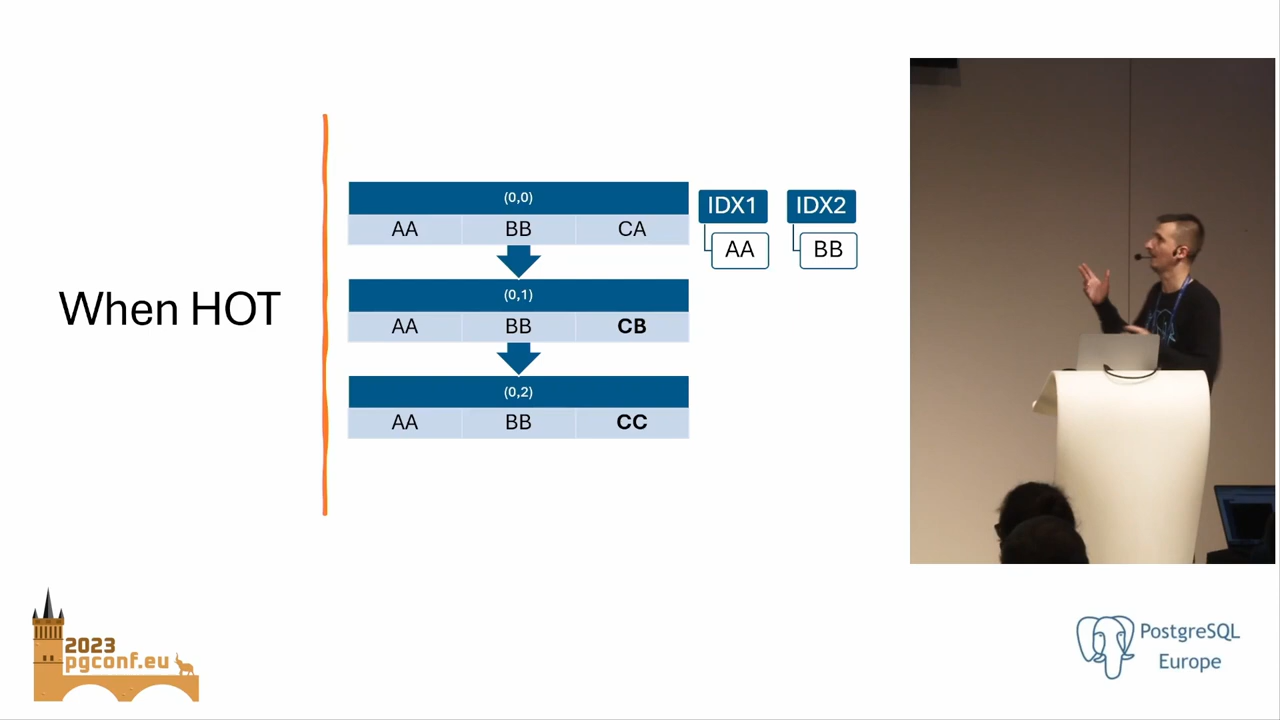 When HOT
(0,0)
AA BB CA
(0,1)
AA BB CB
(0,2)
AA BB CC
IDX1 IDX2
AA BB
2023
pgconf.eu
PostgreSQL
Europe